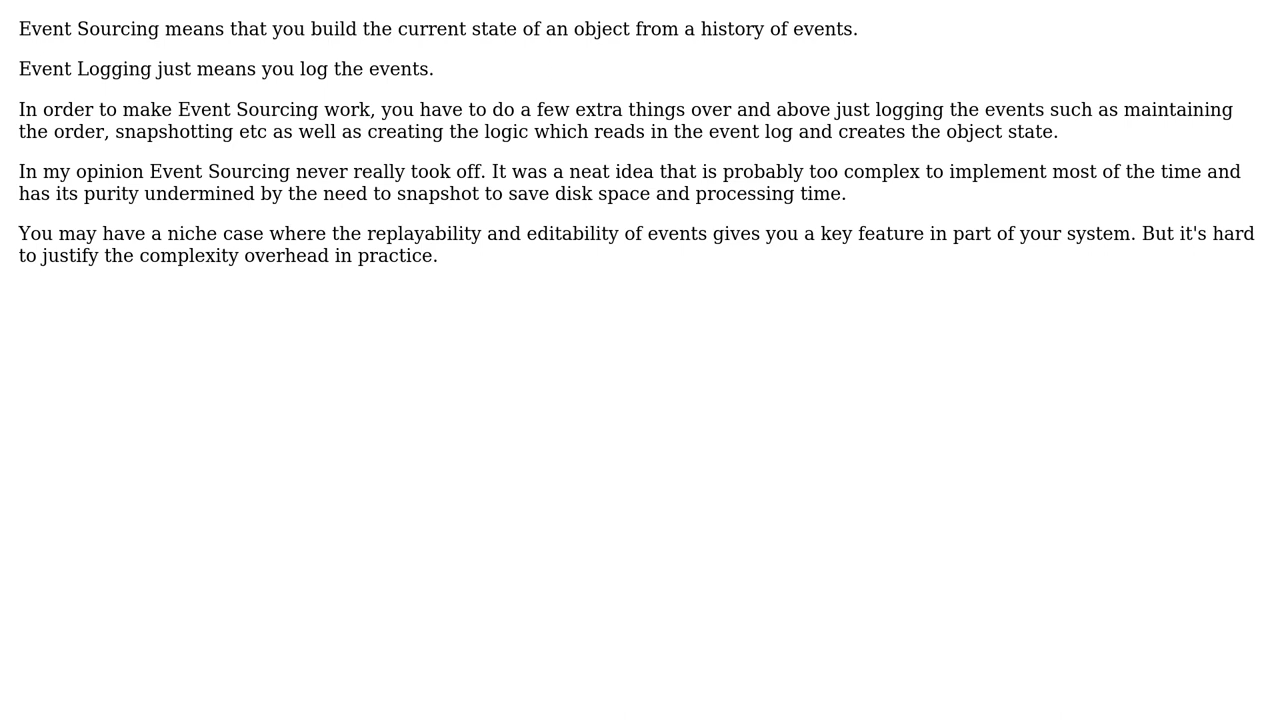 Event Sourcing means that you build the current state of an object from a history of events.
Event Logging just means you log the events.
In order to make Event Sourcing work, you have to do a few extra things over and above just logging the events such as maintaining
the order, snapshotting etc as well as creating the logic which reads in the event log and creates the object state.
In my opinion Event Sourcing never really took off. It was a neat idea that is probably too complex to implement most of the time and
has its purity undermined by the need to snapshot to save disk space and processing time.
You may have a niche case where the replayability and editability of events gives you a key feature in part of your system. But it's hard
to justify the complexity overhead in practice.